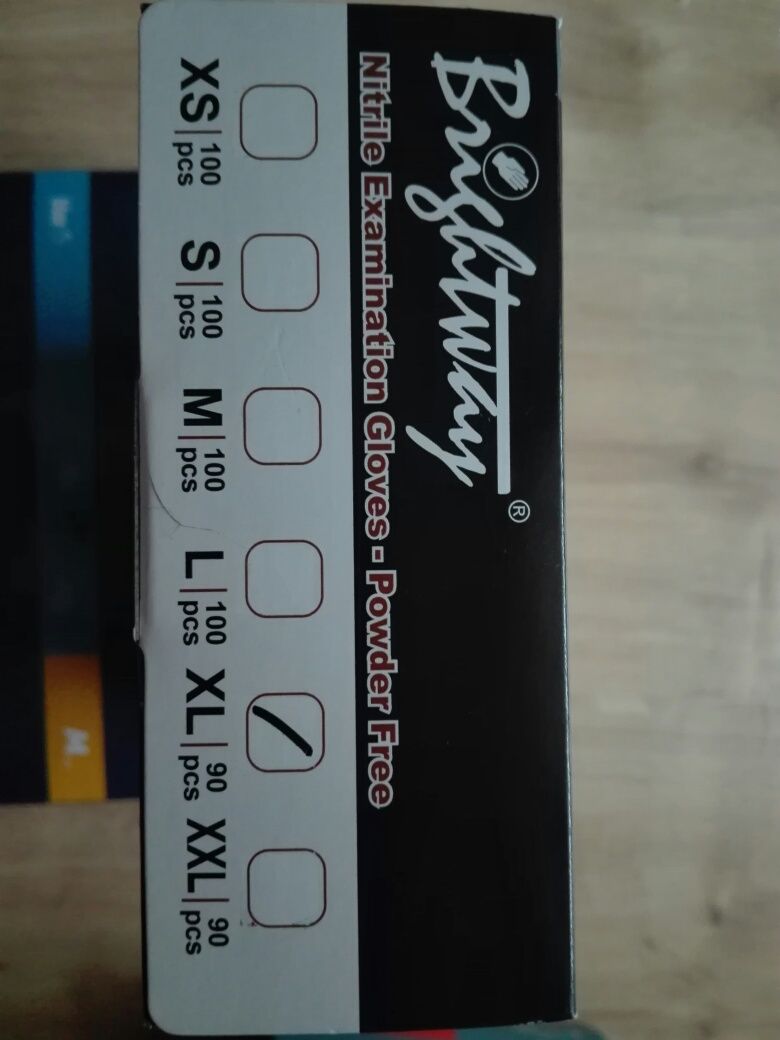 Brightway®
Nitrile Examination Gloves - Powder Free
XS | 100 pcs
S | 100 pcs
M | 100 pcs
L | 100 pcs
XL | 90 pcs
XXL | 90 pcs
M.